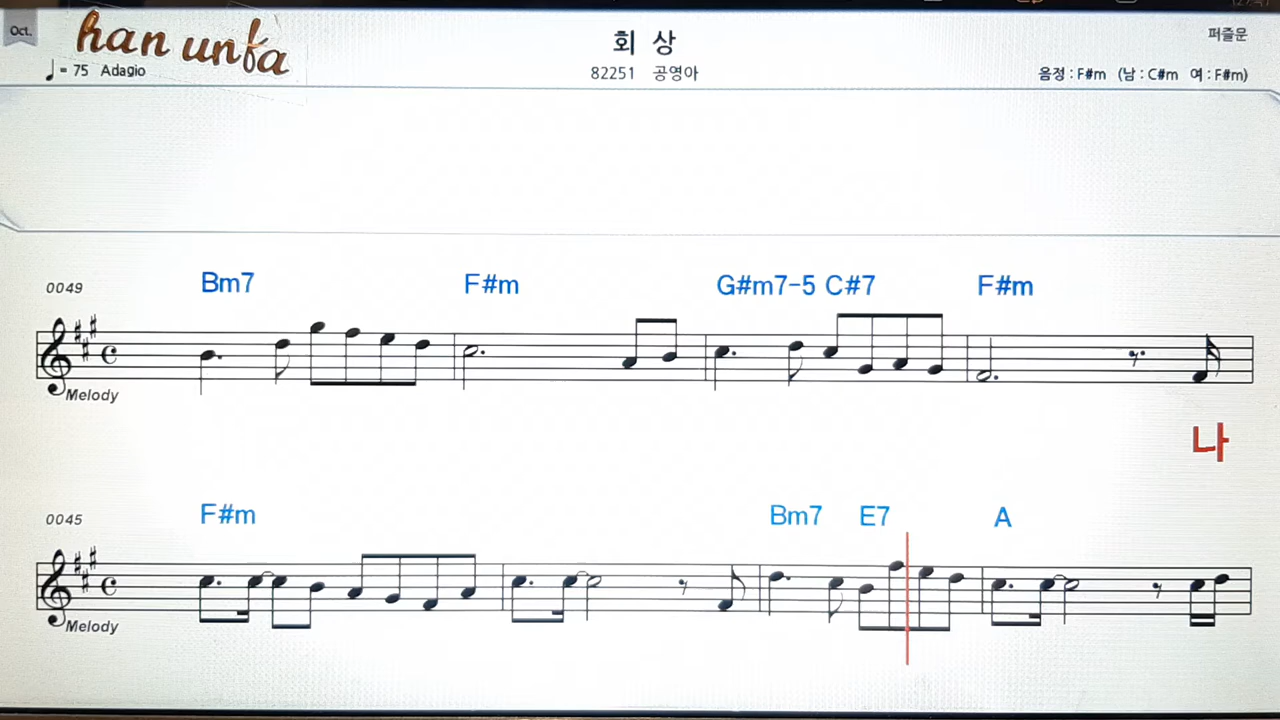 Oct.
han unfa
회 상
퍼즐문
♩= 75 Adagio
82251 공영아
음정 : F#m (남 : C#m 여 : F#m)
0049
Bm7 F#m G#m7-5 C#7 F#m
Melody
나
0045
F#m Bm7 E7 A
Melody